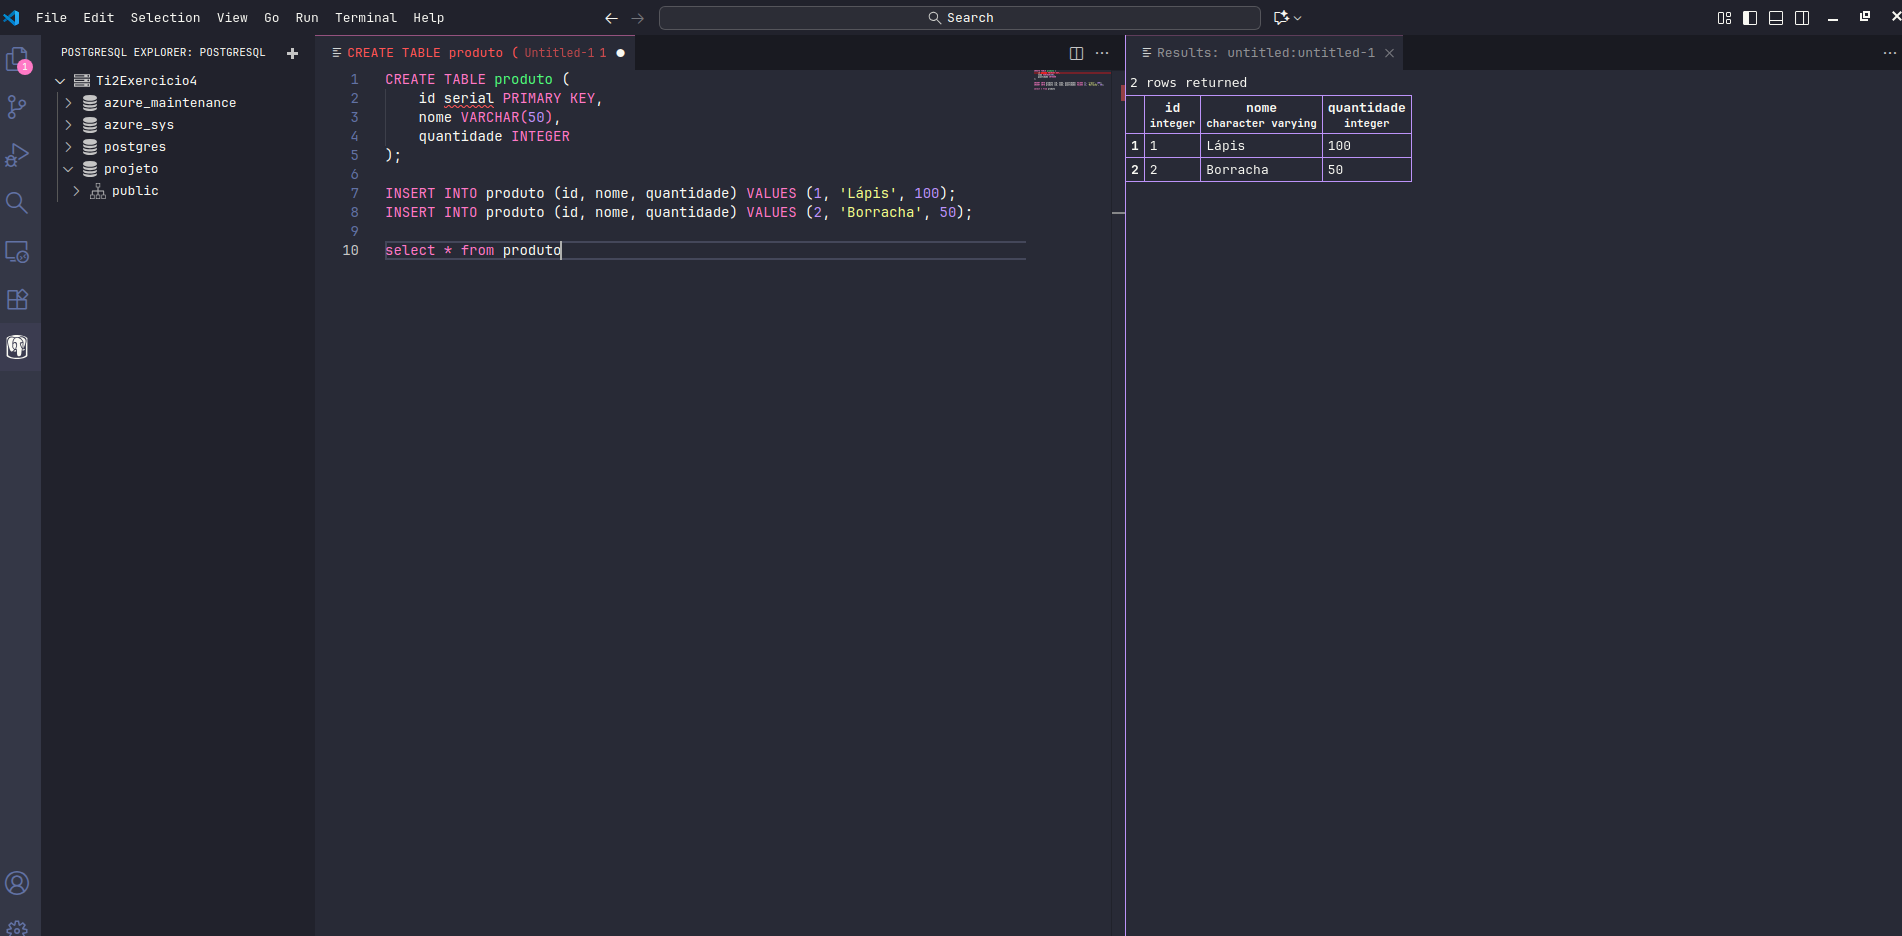 File Edit Selection View Go Run Terminal Help
Search
POSTGRESQL EXPLORER: POSTGRESQL
1
Ti2Exercicio4
azure_maintenance
azure_sys
postgres
projeto
public
CREATE TABLE produto ( Untitled-1 1
1 CREATE TABLE produto (
2 id serial PRIMARY KEY,
3 nome VARCHAR(50),
4 quantidade INTEGER
5 );
6
7 INSERT INTO produto (id, nome, quantidade) VALUES (1, 'Lápis', 100);
8 INSERT INTO produto (id, nome, quantidade) VALUES (2, 'Borracha', 50);
9
10 select * from produto
Results: untitled:untitled-1
2 rows returned
id nome quantidade
integer character varying integer
1 1 Lápis 100
2 2 Borracha 50